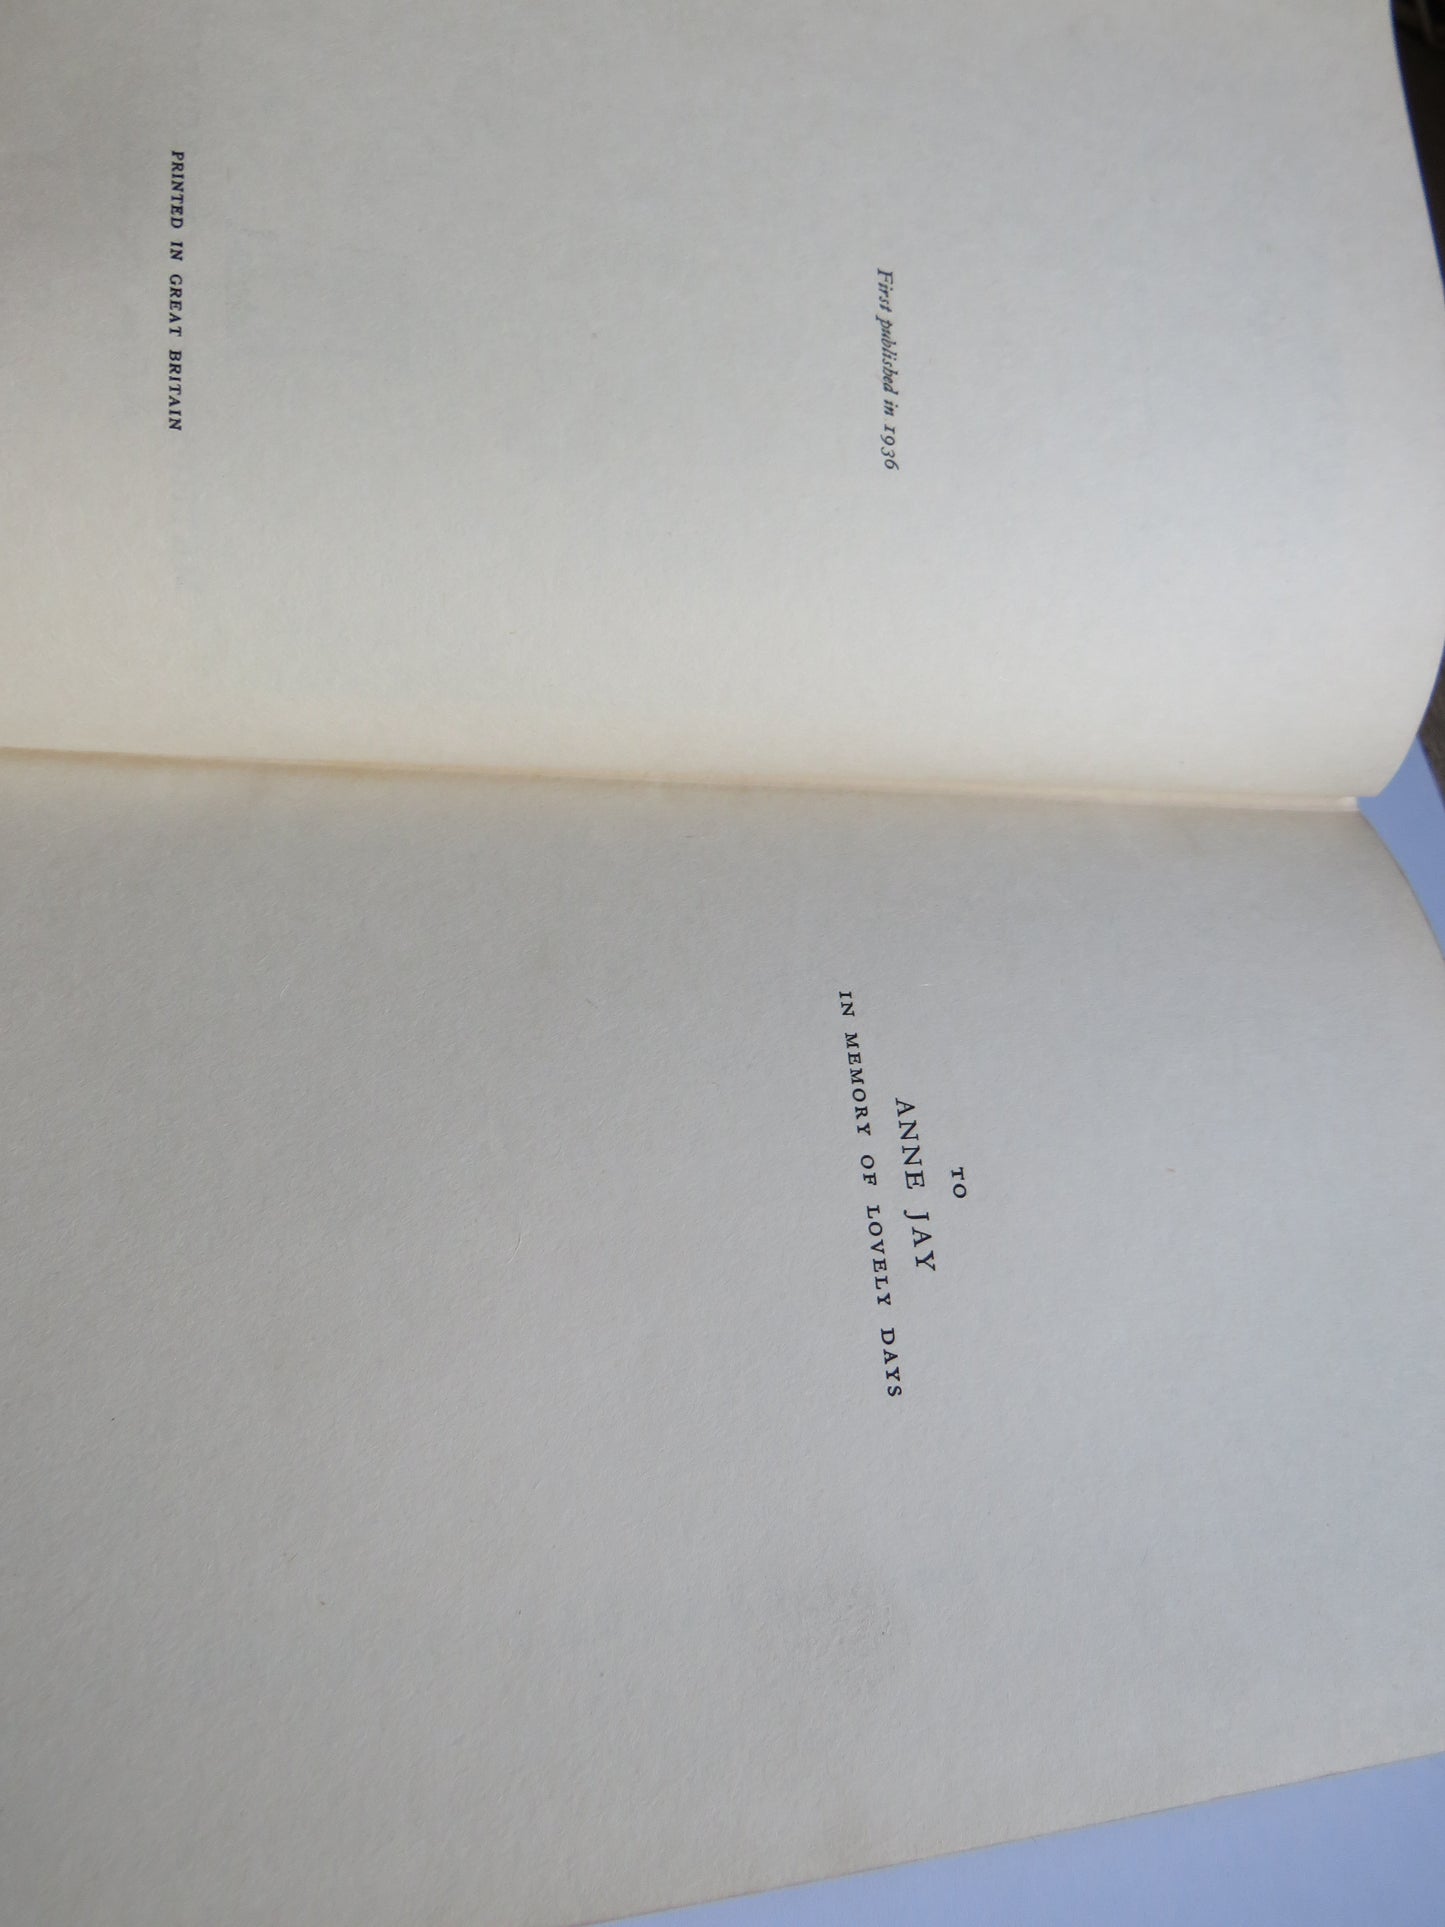 First published in 1936
PRINTED IN GREAT BRITAIN
TO
ANNE JAY
IN MEMORY OF LOVELY DAYS